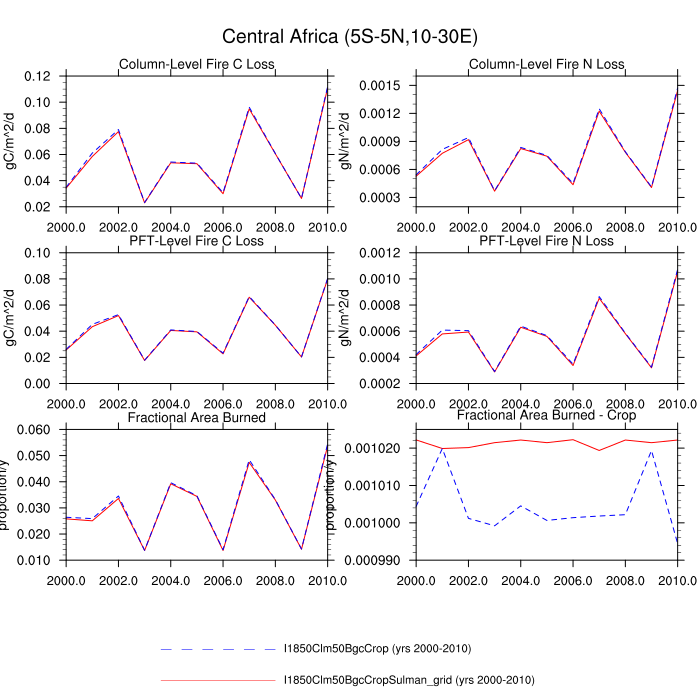 Central Africa (5S-5N,10-30E)
Column-Level Fire C Loss
gC/m^2/d
0.12
0.10
0.08
0.06
0.04
0.02
2000.0 2002.0 2004.0 2006.0 2008.0 2010.0
Column-Level Fire N Loss
gN/m^2/d
0.0015
0.0012
0.0009
0.0006
0.0003
2000.0 2002.0 2004.0 2006.0 2008.0 2010.0
PFT-Level Fire C Loss
gC/m^2/d
0.10
0.08
0.06
0.04
0.02
0.00
2000.0 2002.0 2004.0 2006.0 2008.0 2010.0
PFT-Level Fire N Loss
gN/m^2/d
0.0012
0.0010
0.0008
0.0006
0.0004
0.0002
2000.0 2002.0 2004.0 2006.0 2008.0 2010.0
Fractional Area Burned
proportion/y
0.060
0.050
0.040
0.030
0.020
0.010
2000.0 2002.0 2004.0 2006.0 2008.0 2010.0
Fractional Area Burned - Crop
proportion/y
0.001020
0.001010
0.001000
0.000990
2000.0 2002.0 2004.0 2006.0 2008.0 2010.0
I1850Clm50BgcCrop (yrs 2000-2010)
I1850Clm50BgcCropSulman_grid (yrs 2000-2010)